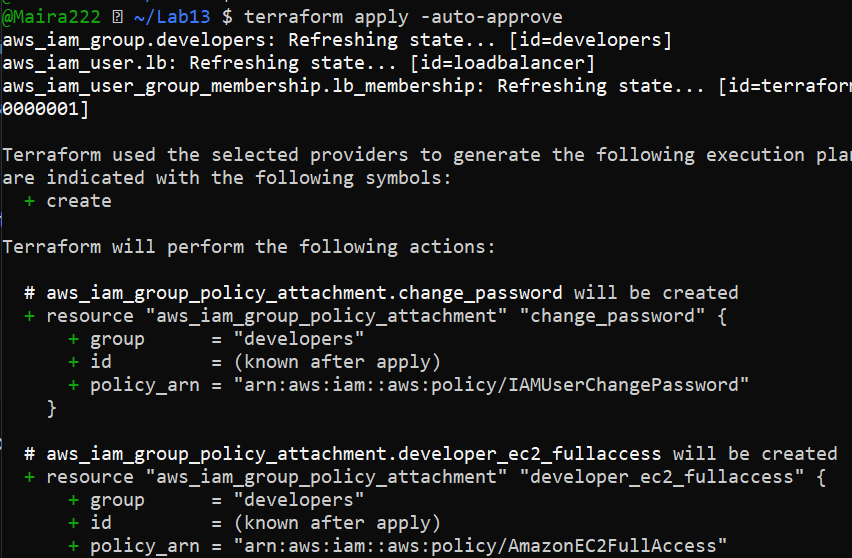 @Maira222 ~/Lab13 $ terraform apply -auto-approve
aws_iam_group.developers: Refreshing state... [id=developers]
aws_iam_user.lb: Refreshing state... [id=loadbalancer]
aws_iam_user_group_membership.lb_membership: Refreshing state... [id=terraform
0000001]
Terraform used the selected providers to generate the following execution
are indicated with the following symbols:
+ create
Terraform will perform the following actions:
# aws_iam_group_policy_attachment.change_password will be created
+ resource "aws_iam_group_policy_attachment" "change_password" {
+ group = "developers"
+ id = (known after apply)
+ policy_arn = "arn:aws:iam::aws:policy/IAMUserChangePassword"
}
# aws_iam_group_policy_attachment.developer_ec2_fullaccess will be created
+ resource "aws_iam_group_policy_attachment" "developer_ec2_fullaccess" {
+ group = "developers"
+ id = (known after apply)
+ policy_arn = "arn:aws:iam::aws:policy/AmazonEC2FullAccess"